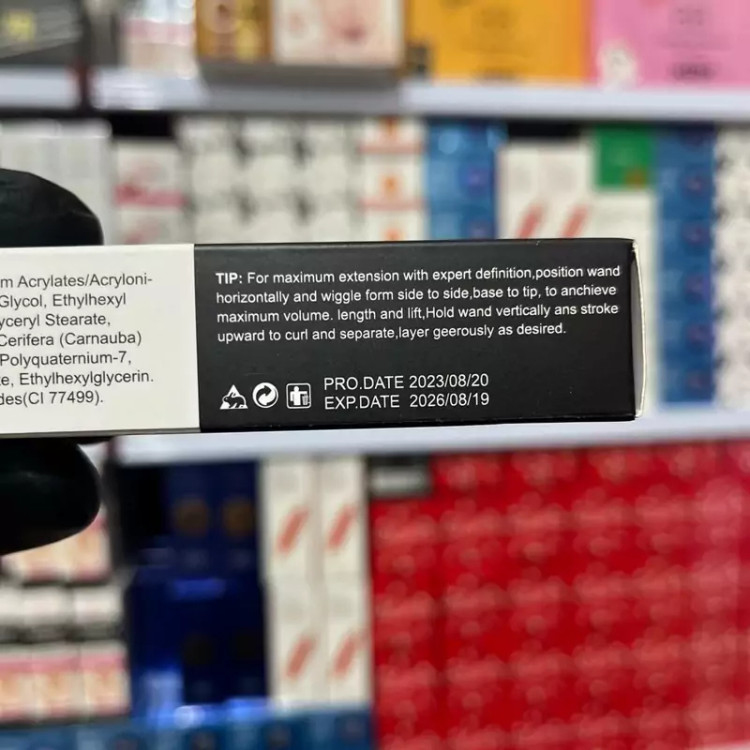 m Acrylates/Acryloni-
Glycol, Ethylhexyl
yceryl Stearate,
Cerifera (Carnauba)
Polyquaternium-7,
e, Ethylhexylglycerin.
des(CI 77499).
TIP: For maximum extension with expert definition,position wand
horizontally and wiggle form side to side,base to tip, to anchieve
maximum volume. length and lift,Hold wand vertically ans stroke
upward to curl and separate,layer geerously as desired.
PRO.DATE 2023/08/20
EXP.DATE 2026/08/19